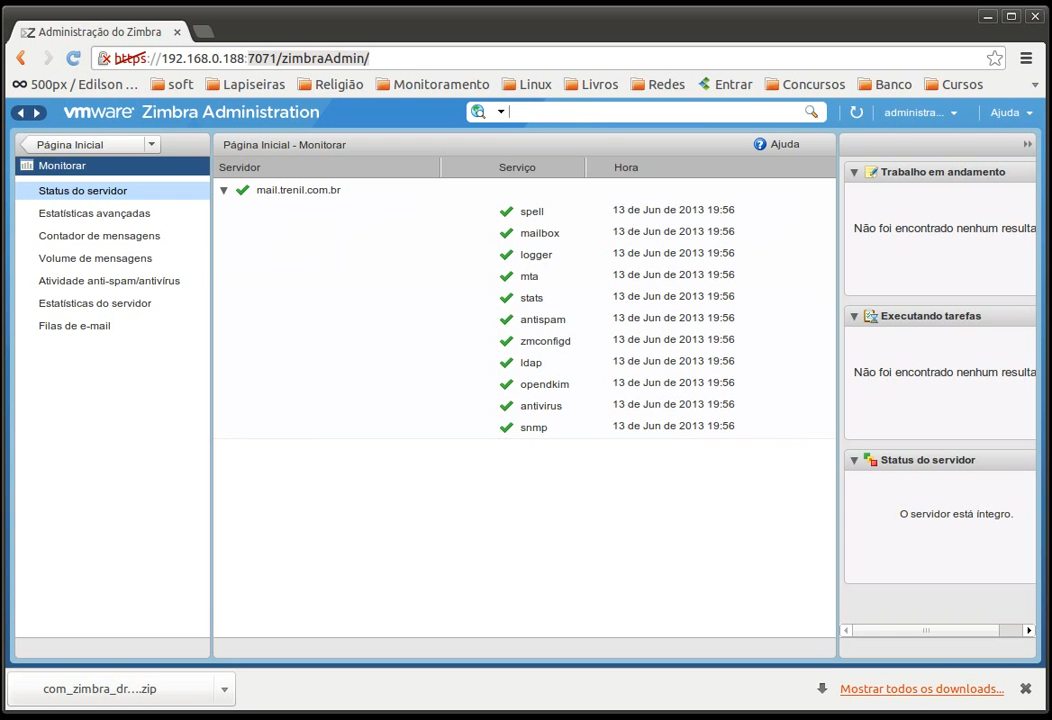 Administração do Zimbra
https://192.168.0.188:7071/zimbraAdmin/
500px / Edilson ... soft Lapiseiras Religião Monitoramento Linux Livros Redes Entrar Concursos Banco Cursos
vmware Zimbra Administration administra... Ajuda
Página Inicial
Monitorar
Status do servidor
Estatísticas avançadas
Contador de mensagens
Volume de mensagens
Atividade anti-spam/antivírus
Estatísticas do servidor
Filas de e-mail
Página Inicial - Monitorar Ajuda
Servidor Serviço Hora
mail.trenil.com.br
spell 13 de Jun de 2013 19:56
mailbox 13 de Jun de 2013 19:56
logger 13 de Jun de 2013 19:56
mta 13 de Jun de 2013 19:56
stats 13 de Jun de 2013 19:56
antispam 13 de Jun de 2013 19:56
zmconfigd 13 de Jun de 2013 19:56
ldap 13 de Jun de 2013 19:56
opendkim 13 de Jun de 2013 19:56
antivirus 13 de Jun de 2013 19:56
snmp 13 de Jun de 2013 19:56
Trabalho em andamento
Não foi encontrado nenhum resulta
Executando tarefas
Não foi encontrado nenhum resulta
Status do servidor
O servidor está íntegro.
com_zimbra_dr....zip
Mostrar todos os downloads...